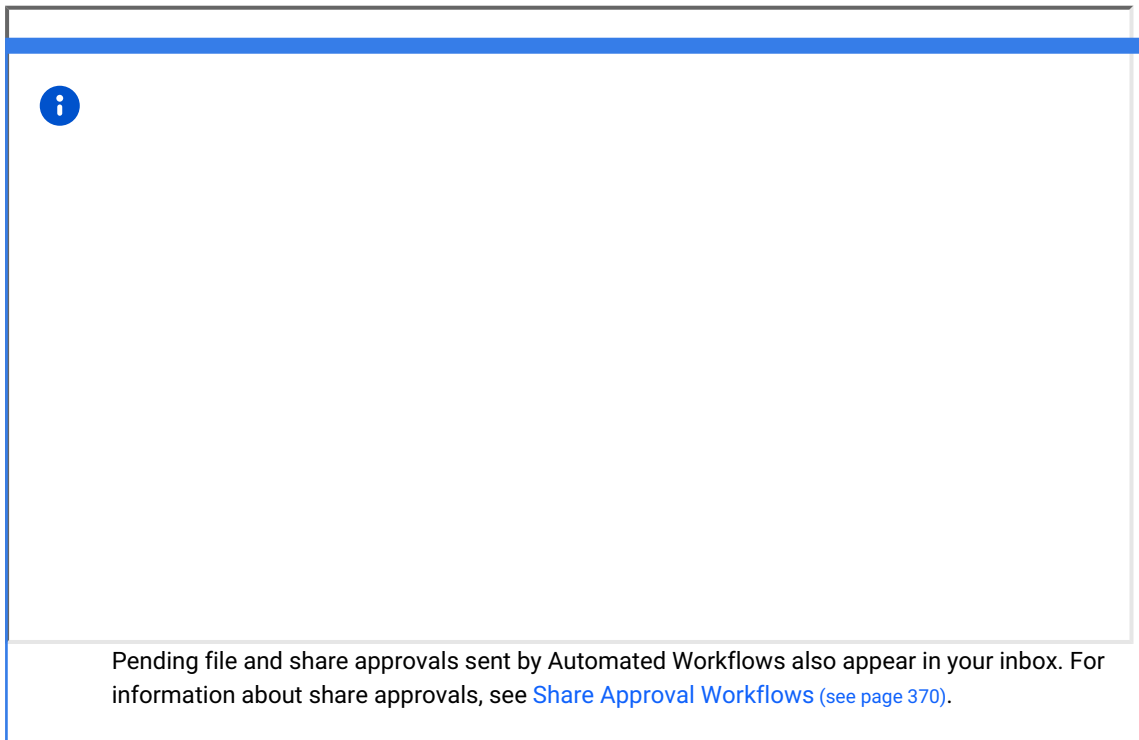 Pending file and share approvals sent by Automated Workflows also appear in your inbox. For
information about share approvals, see Share Approval Workflows (see page 370).